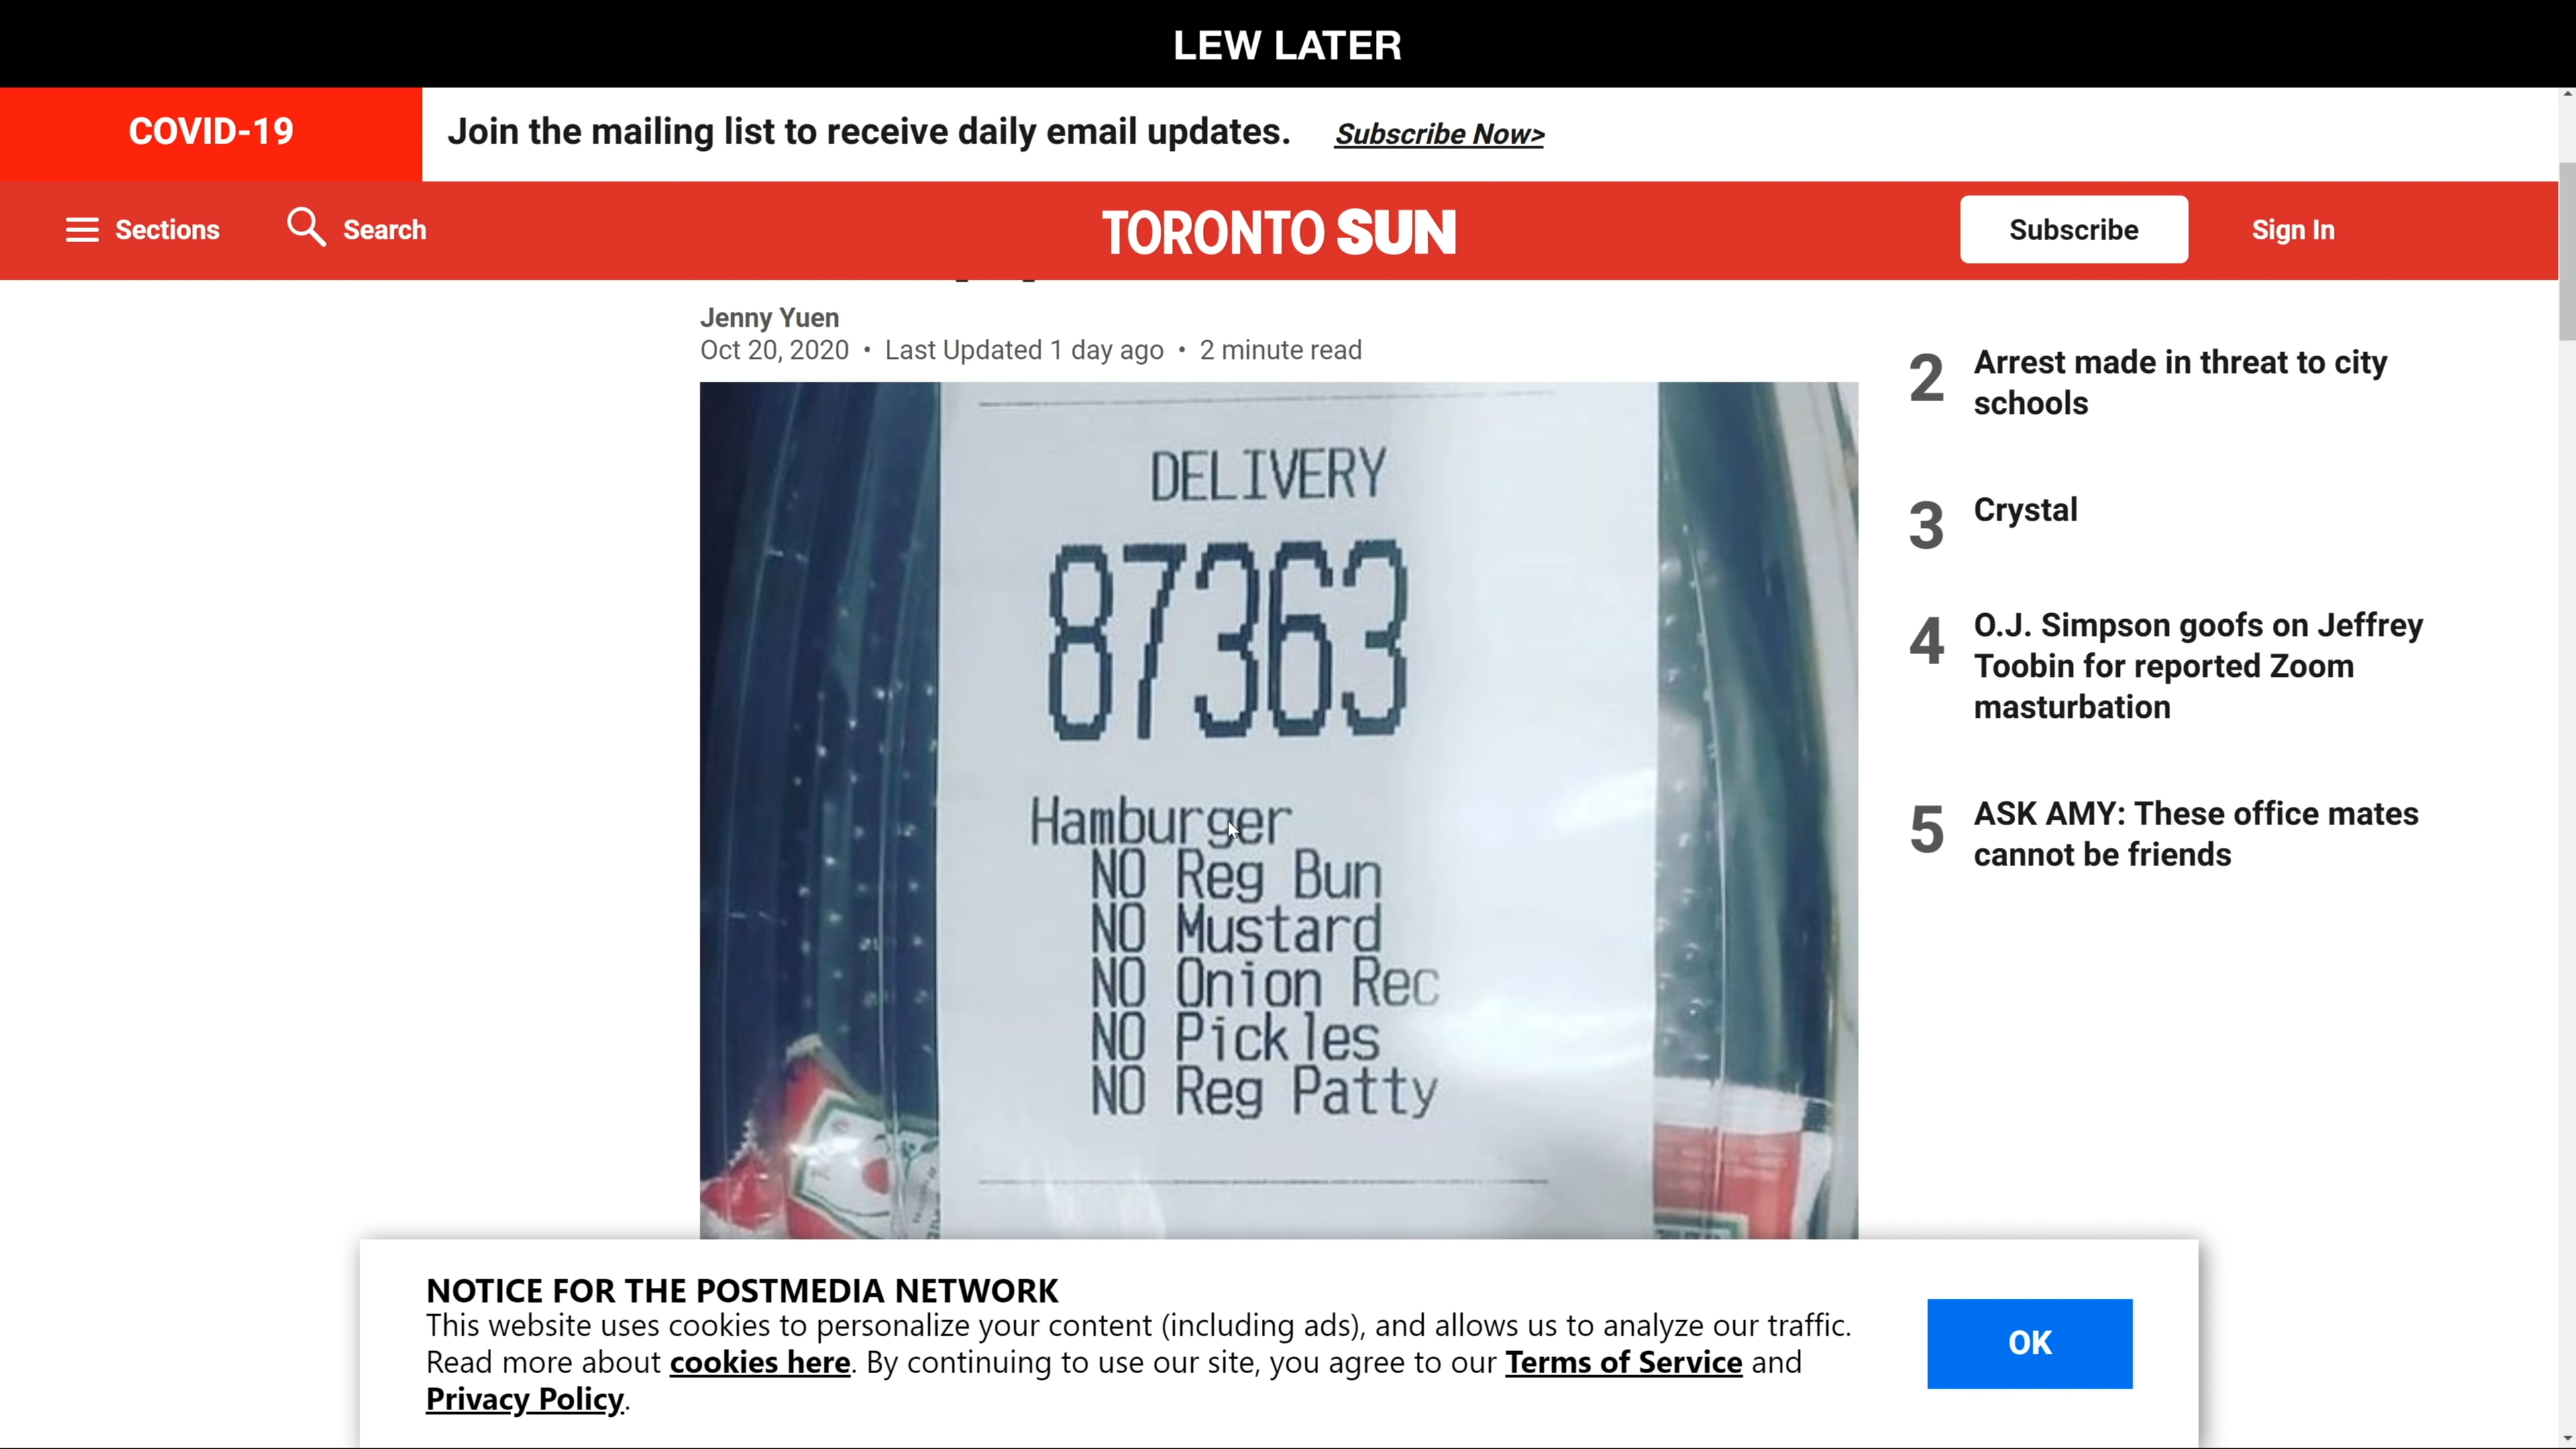 LEW LATER
COVID-19
Join the mailing list to receive daily email updates. Subscribe Now>
Sections
Search
TORONTO SUN
Subscribe
Sign In
Jenny Yuen
Oct 20, 2020 • Last Updated 1 day ago • 2 minute read
DELIVERY
87363
Hamburger
NO Reg Bun
NO Mustard
NO Onion Rec
NO Pickles
NO Reg Patty
2
Arrest made in threat to city
schools
3
Crystal
4
O.J. Simpson goofs on Jeffrey
Toobin for reported Zoom
masturbation
5
ASK AMY: These office mates
cannot be friends
NOTICE FOR THE POSTMEDIA NETWORK
This website uses cookies to personalize your content (including ads), and allows us to analyze our traffic.
Read more about cookies here. By continuing to use our site, you agree to our Terms of Service and
Privacy Policy.
OK